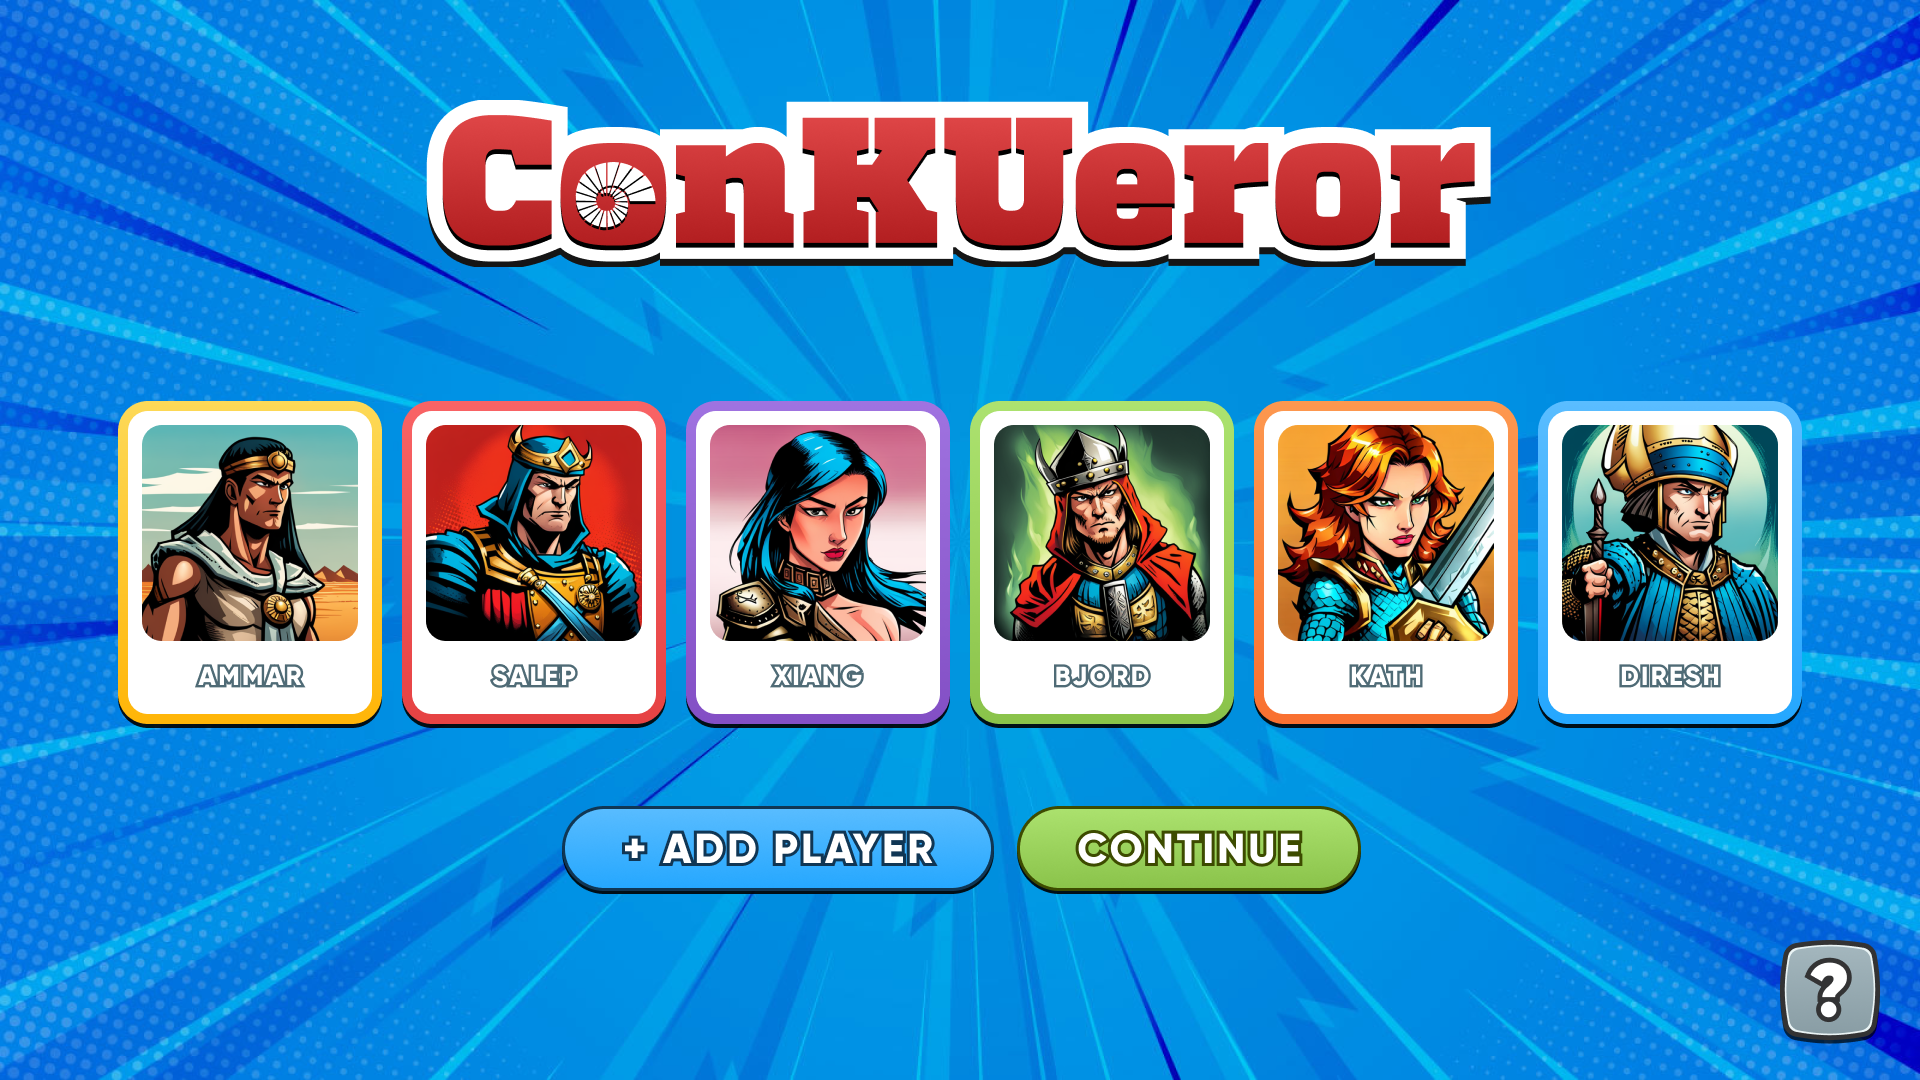 ConKUeror
AMMAR
SALEP
XIANG
BJORD
KATH
DIRESH
+ ADD PLAYER
CONTINUE
?